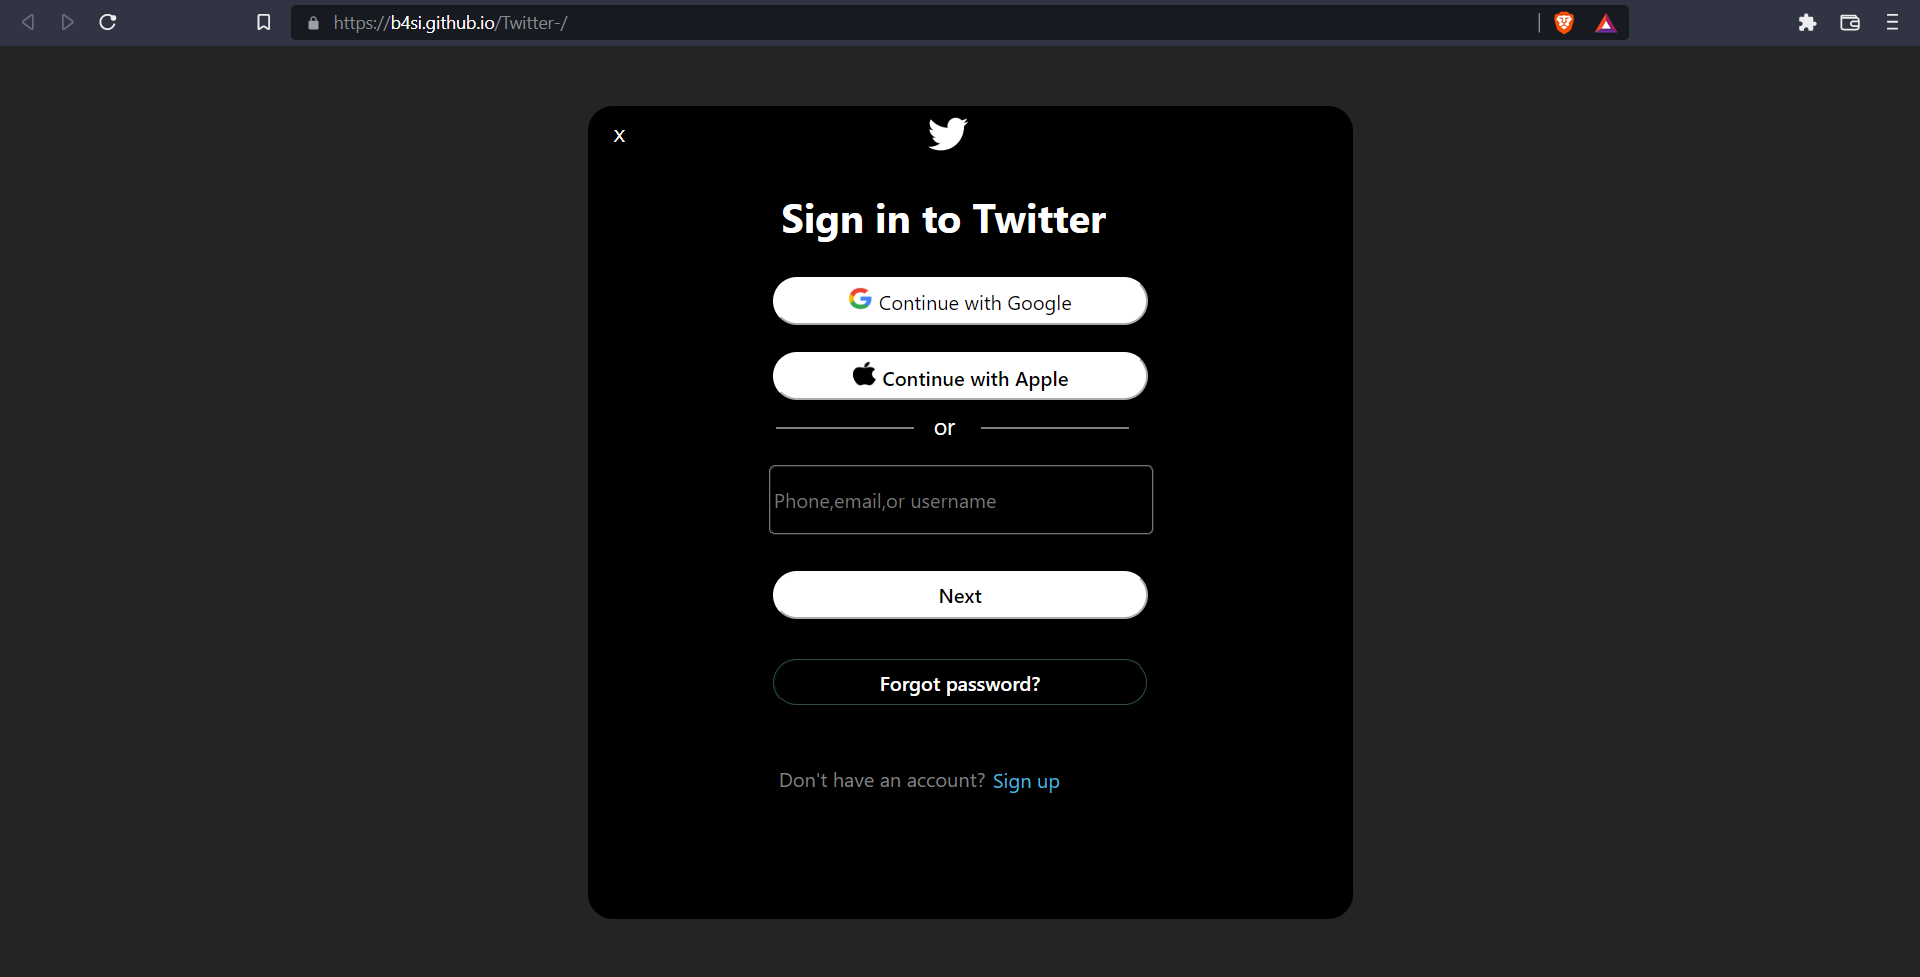 https://b4si.github.io/Twitter-/
x
Sign in to Twitter
Continue with Google
Continue with Apple
or
Phone,email,or username
Next
Forgot password?
Don't have an account? Sign up